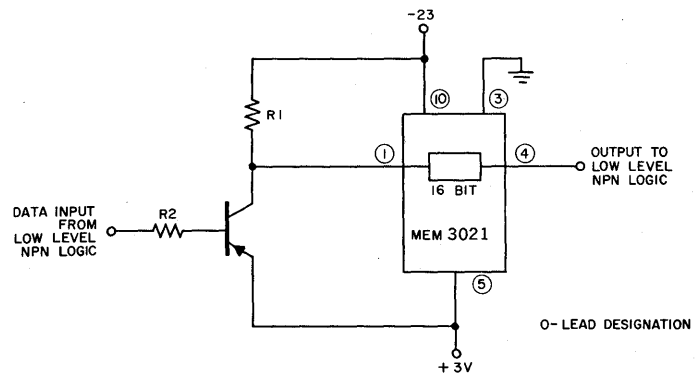 -23
10
3
R1
1
4
OUTPUT TO
LOW LEVEL
NPN LOGIC
16 BIT
R2
DATA INPUT
FROM
LOW LEVEL
NPN LOGIC
MEM 3021
5
O-LEAD DESIGNATION
+3V